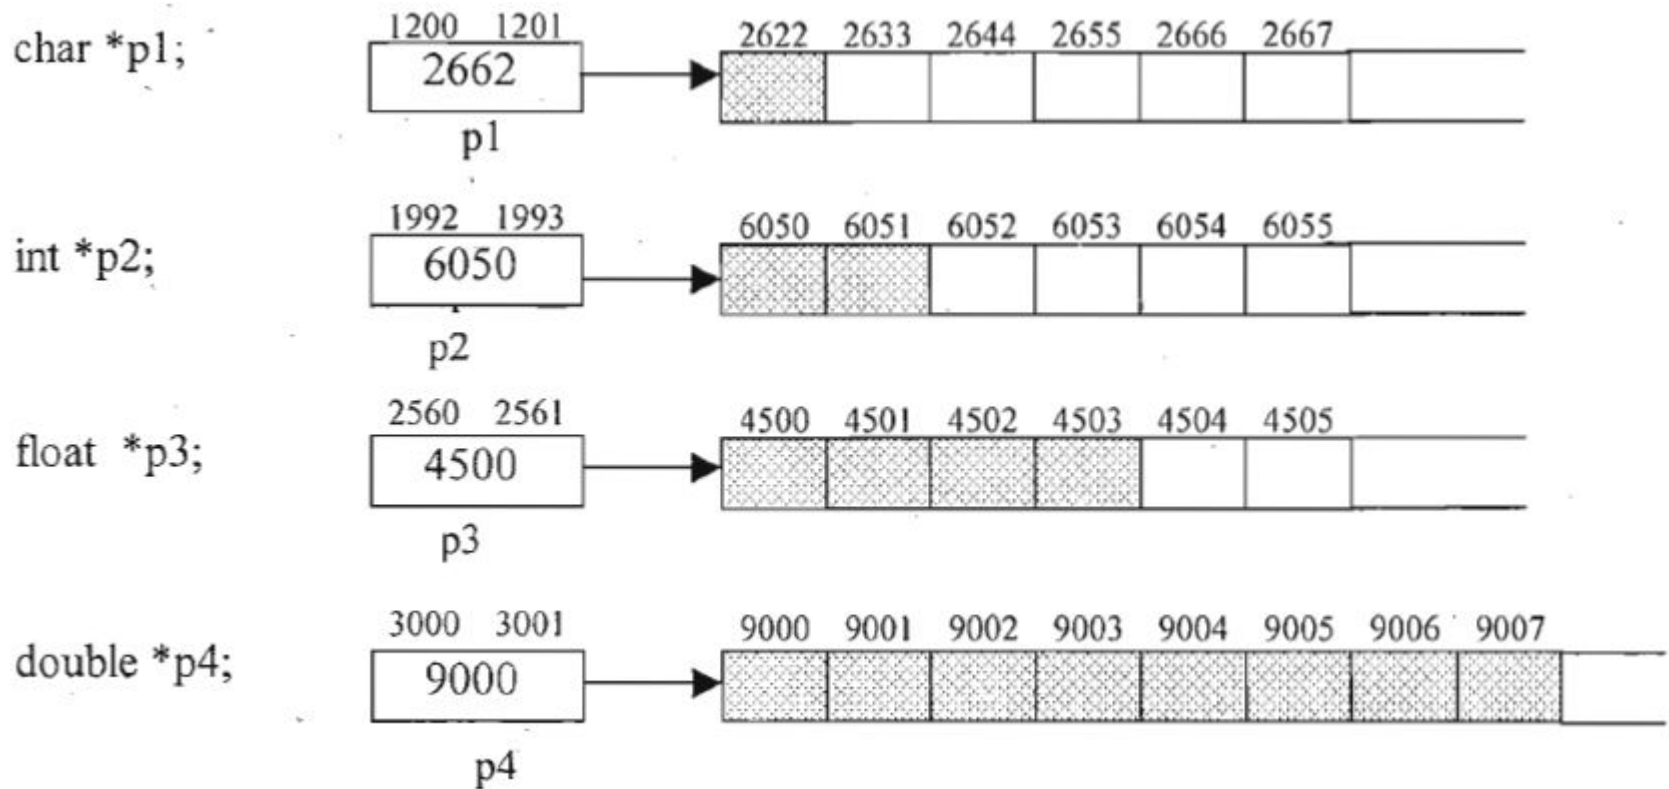 char *p1;
1200 1201
2662
p1
2622 2633 2644 2655 2666 2667
int *p2;
1992 1993
6050
p2
6050 6051 6052 6053 6054 6055
float *p3;
2560 2561
4500
p3
4500 4501 4502 4503 4504 4505
double *p4;
3000 3001
9000
p4
9000 9001 9002 9003 9004 9005 9006 9007